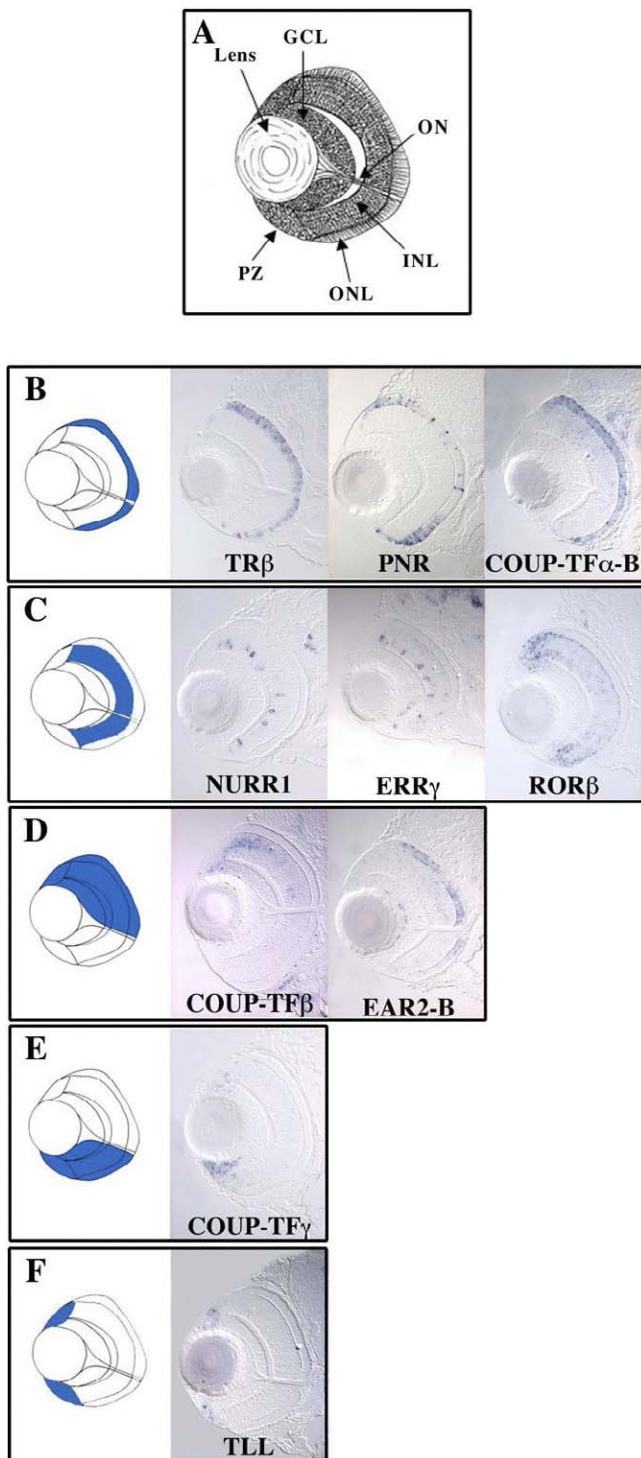 A
GCL
Lens
ON
INL
PZ
ONL
B
TRβ PNR COUP-TFα-B
C
NURR1 ERRγ RORβ
D
COUP-TFβ EAR2-B
E
COUP-TFγ
F
TLL